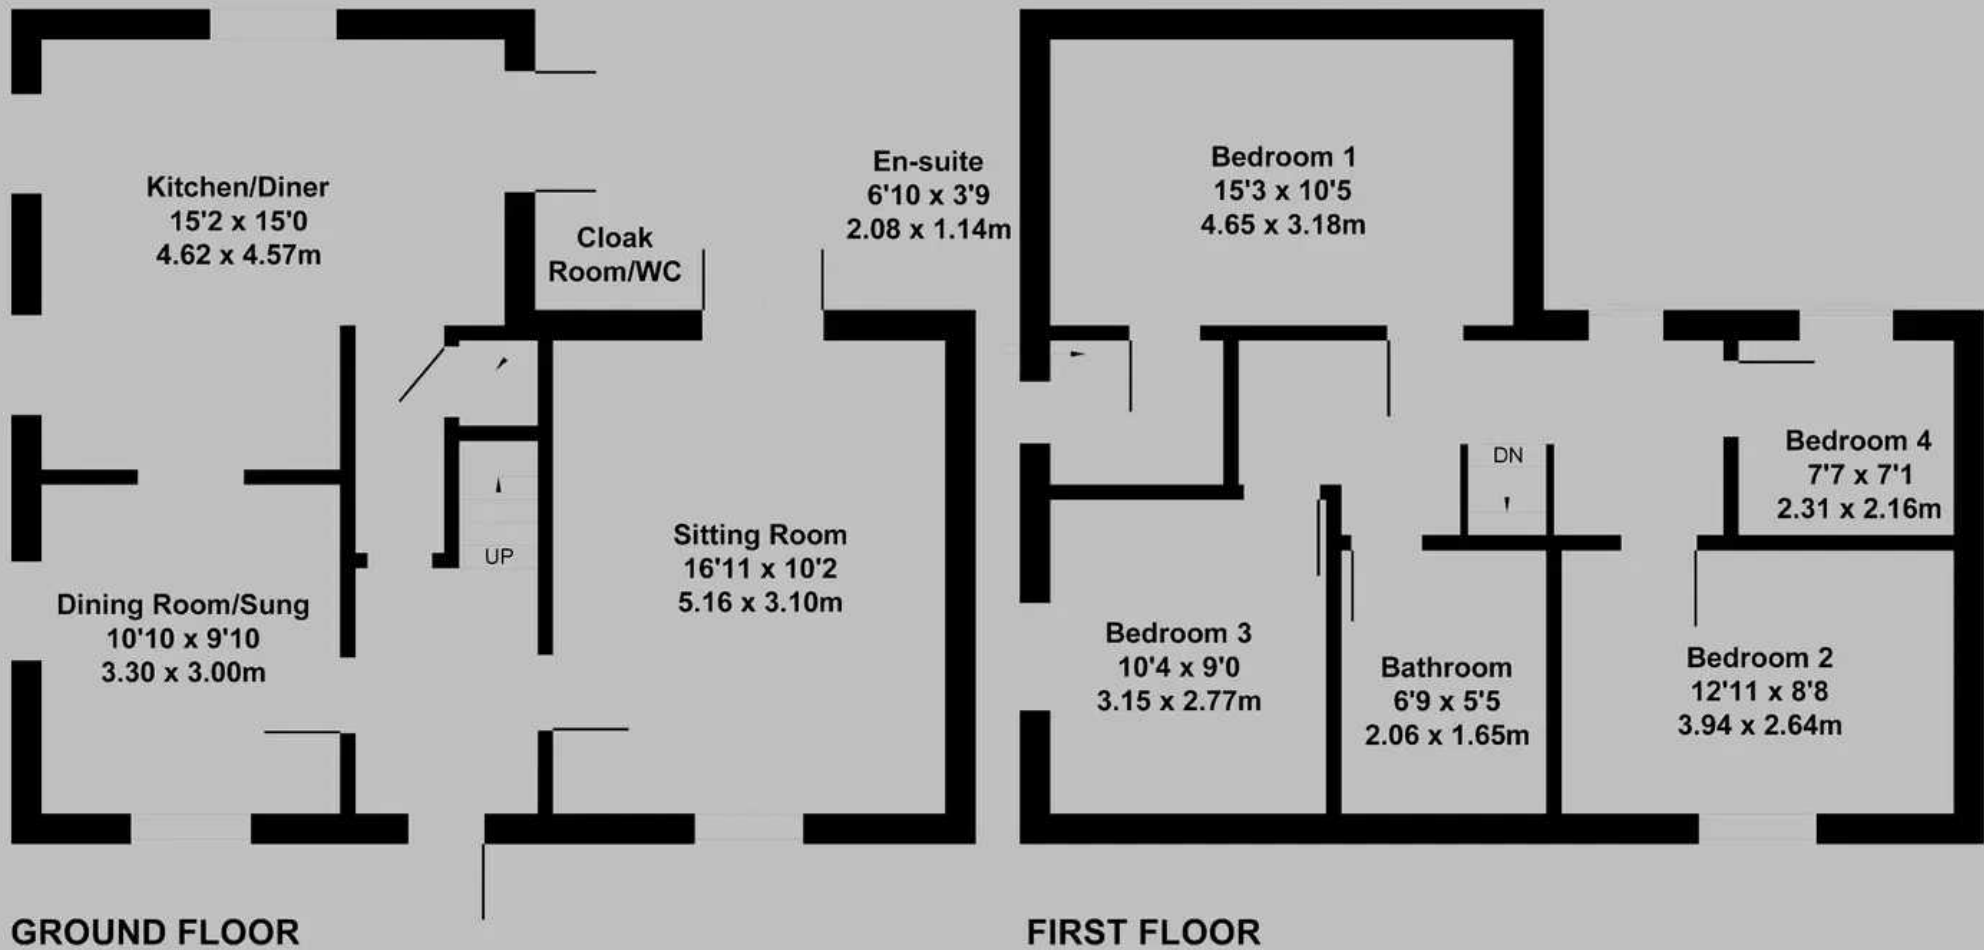 Kitchen/Diner
15'2 x 15'0
4.62 x 4.57m
Cloak
Room/WC
UP
Sitting Room
16'11 x 10'2
5.16 x 3.10m
Dining Room/Sung
10'10 x 9'10
3.30 x 3.00m
GROUND FLOOR
En-suite
6'10 x 3'9
2.08 x 1.14m
Bedroom 1
15'3 x 10'5
4.65 x 3.18m
DN
Bedroom 4
7'7 x 7'1
2.31 x 2.16m
Bedroom 3
10'4 x 9'0
3.15 x 2.77m
Bathroom
6'9 x 5'5
2.06 x 1.65m
Bedroom 2
12'11 x 8'8
3.94 x 2.64m
FIRST FLOOR